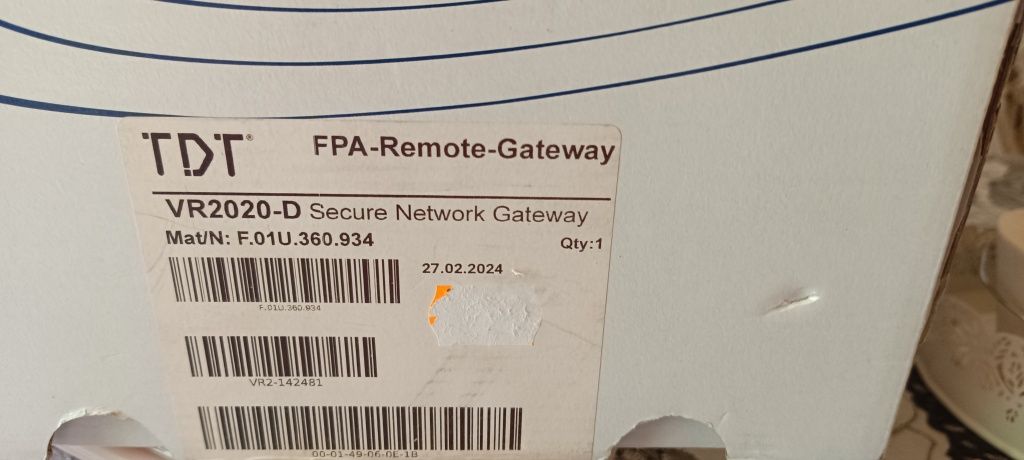 TDT® FPA-Remote-Gateway
VR2020-D Secure Network Gateway
Mat/N: F.01U.360.934 Qty:1
27.02.2024
F.01U.360.934
VR2-142481
00-01-49-06-0E-1B